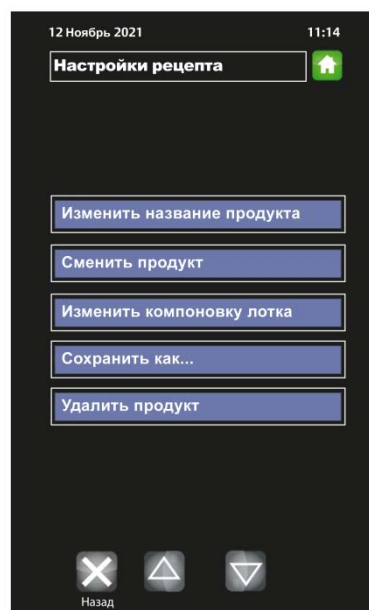 12 Ноябрь 2021 11:14
Настройки рецепта
Изменить название продукта
Сменить продукт
Изменить компоновку лотка
Сохранить как...
Удалить продукт
Назад